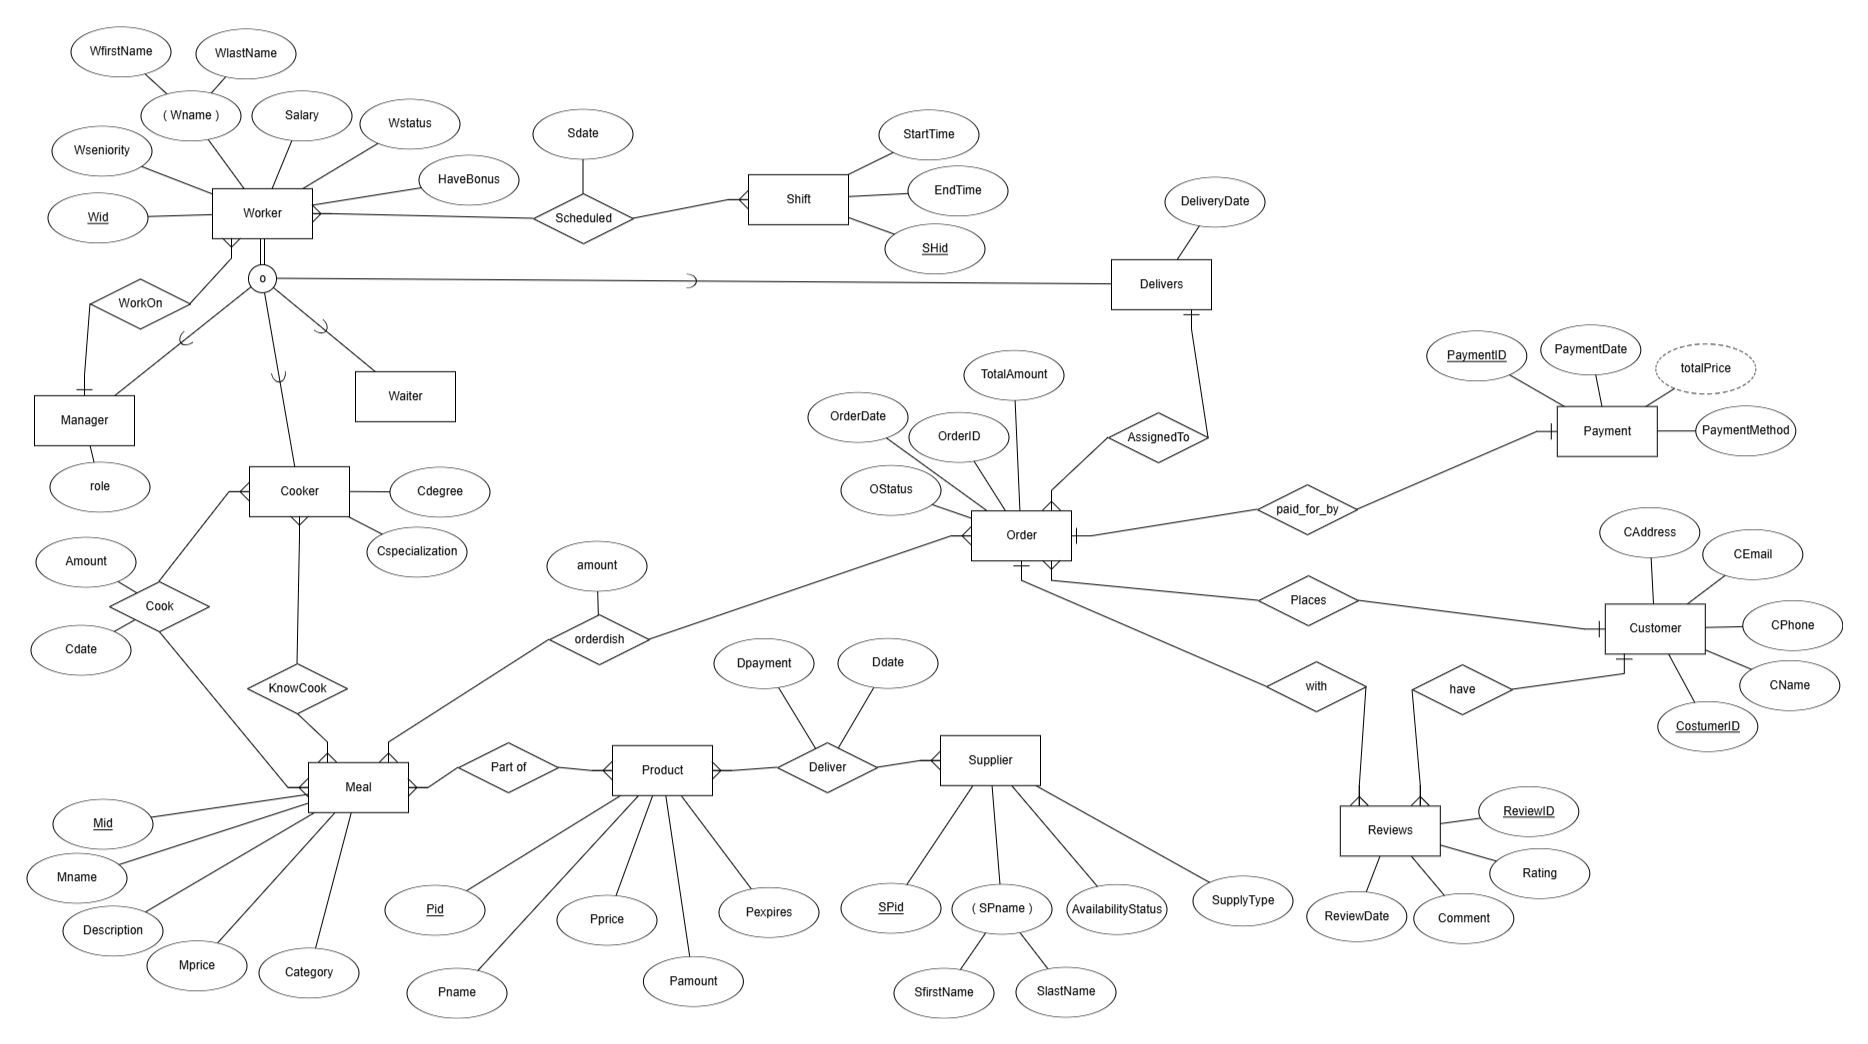 WfirstName
WlastName
( Wname )
Salary
Wstatus
Wseniority
HaveBonus
Wid
Worker
Sdate
Scheduled
StartTime
EndTime
Shift
SHid
DeliveryDate
Delivers
o
WorkOn
Manager
role
Waiter
Cooker
Cdegree
Cspecialization
Amount
Cook
Cdate
KnowCook
TotalAmount
OrderDate
OrderID
OStatus
Order
AssignedTo
PaymentID
PaymentDate
totalPrice
Payment
PaymentMethod
paid_for_by
CAddress
CEmail
Places
Customer
CPhone
CName
CostumerID
amount
orderdish
Dpayment
Ddate
with
have
Meal
Part of
Product
Deliver
Supplier
Mid
Mname
Description
Mprice
Category
Pid
Pname
Pprice
Pamount
Pexpires
SPid
( SPname )
AvailabilityStatus
SupplyType
SfirstName
SlastName
Reviews
ReviewID
Rating
ReviewDate
Comment